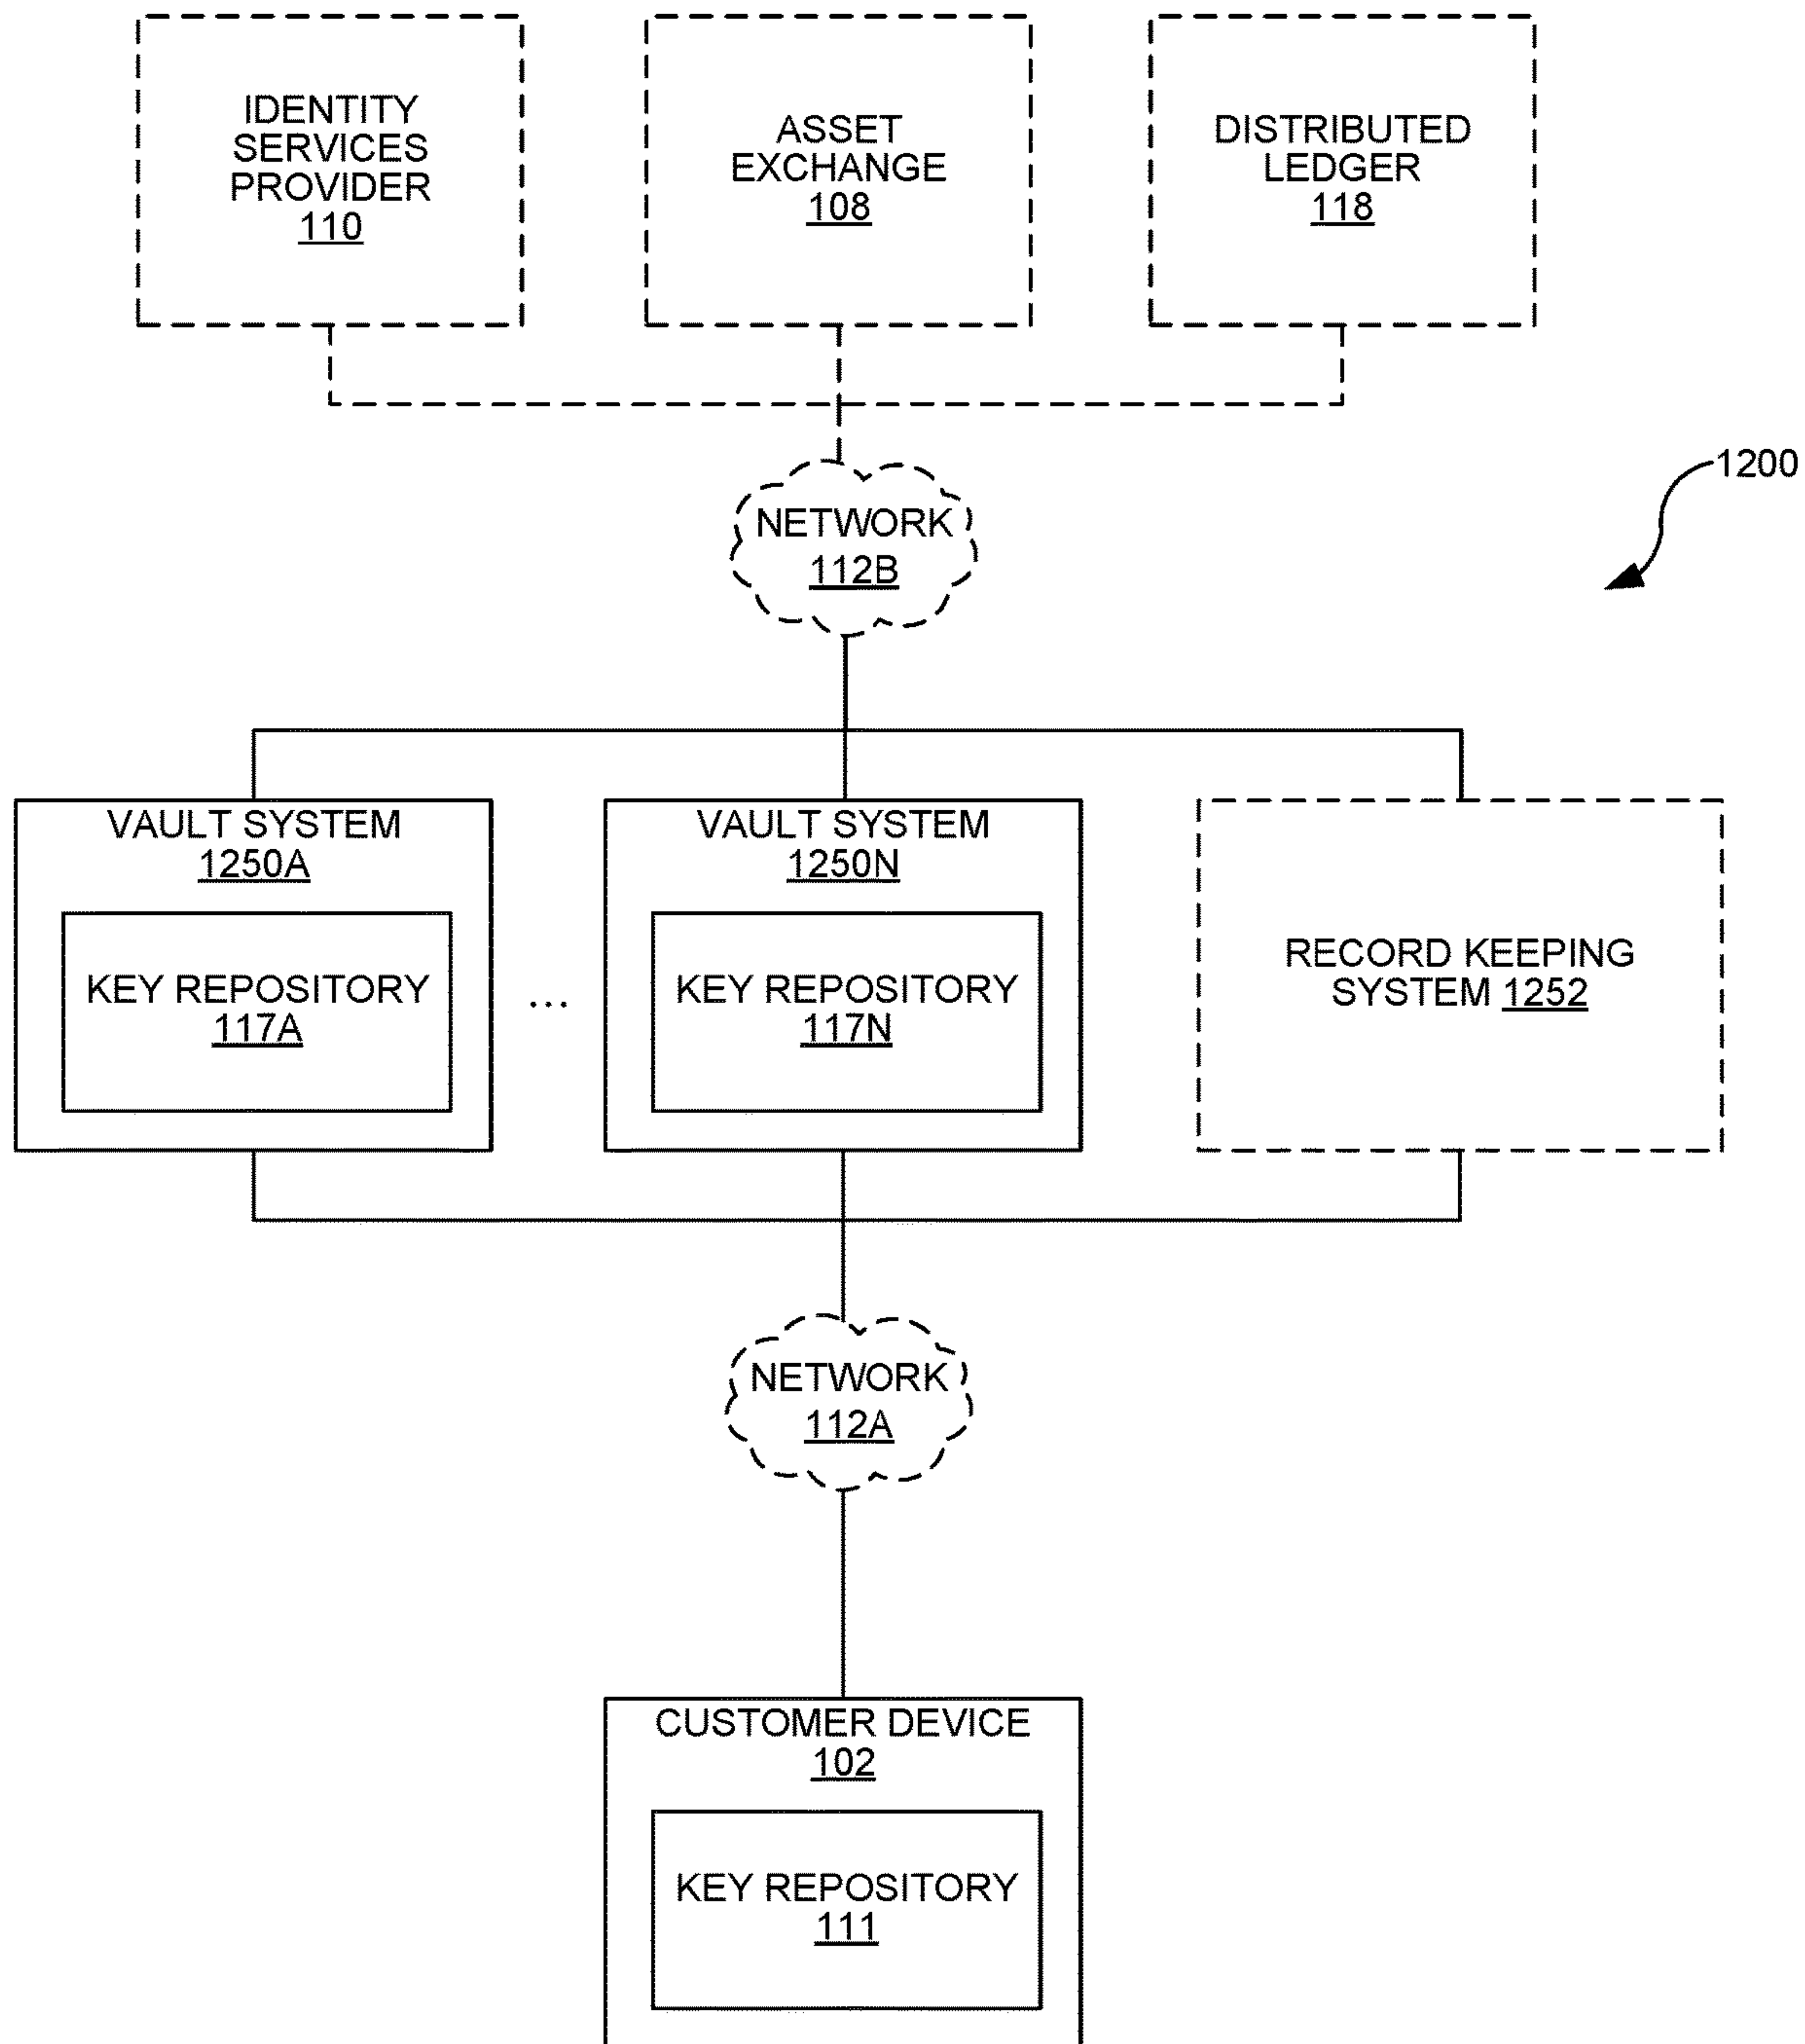 IDENTITY
SERVICES
PROVIDER
110
ASSET
EXCHANGE
108
DISTRIBUTED
LEDGER
118
1200
NETWORK
112B
VAULT SYSTEM
1250A
KEY REPOSITORY
117A
...
VAULT SYSTEM
1250N
KEY REPOSITORY
117N
RECORD KEEPING
SYSTEM 1252
NETWORK
112A
CUSTOMER DEVICE
102
KEY REPOSITORY
111